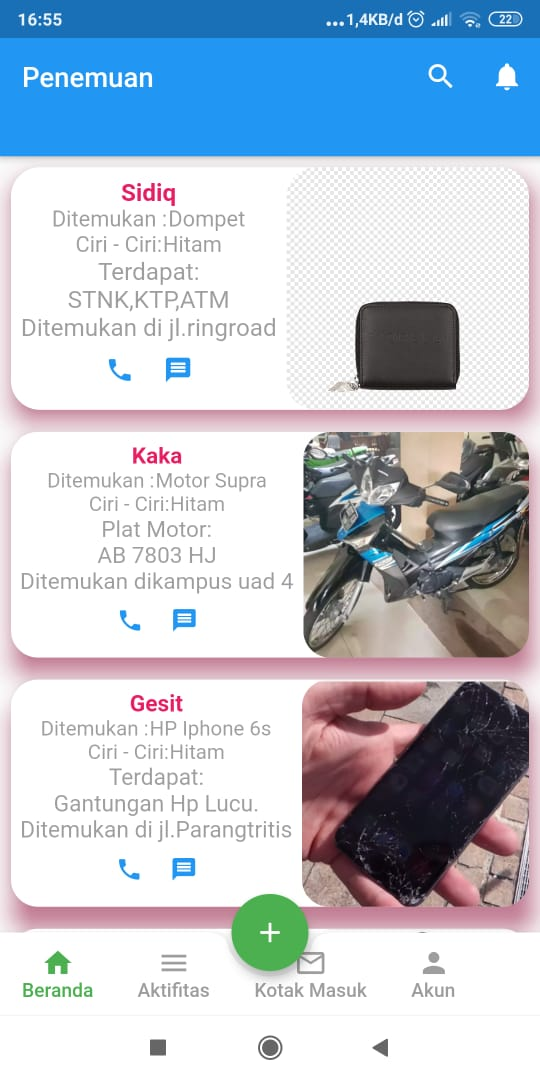 16:55
...1,4KB/d
22
Penemuan
Sidiq
Ditemukan :Dompet
Ciri - Ciri:Hitam
Terdapat:
STNK,KTP,ATM
Ditemukan di jl.ringroad
Kaka
Ditemukan :Motor Supra
Ciri - Ciri:Hitam
Plat Motor:
AB 7803 HJ
Ditemukan dikampus uad 4
Gesit
Ditemukan :HP Iphone 6s
Ciri - Ciri:Hitam
Terdapat:
Gantungan Hp Lucu.
Ditemukan di jl.Parangtritis
+
Beranda
Aktifitas
Kotak Masuk
Akun